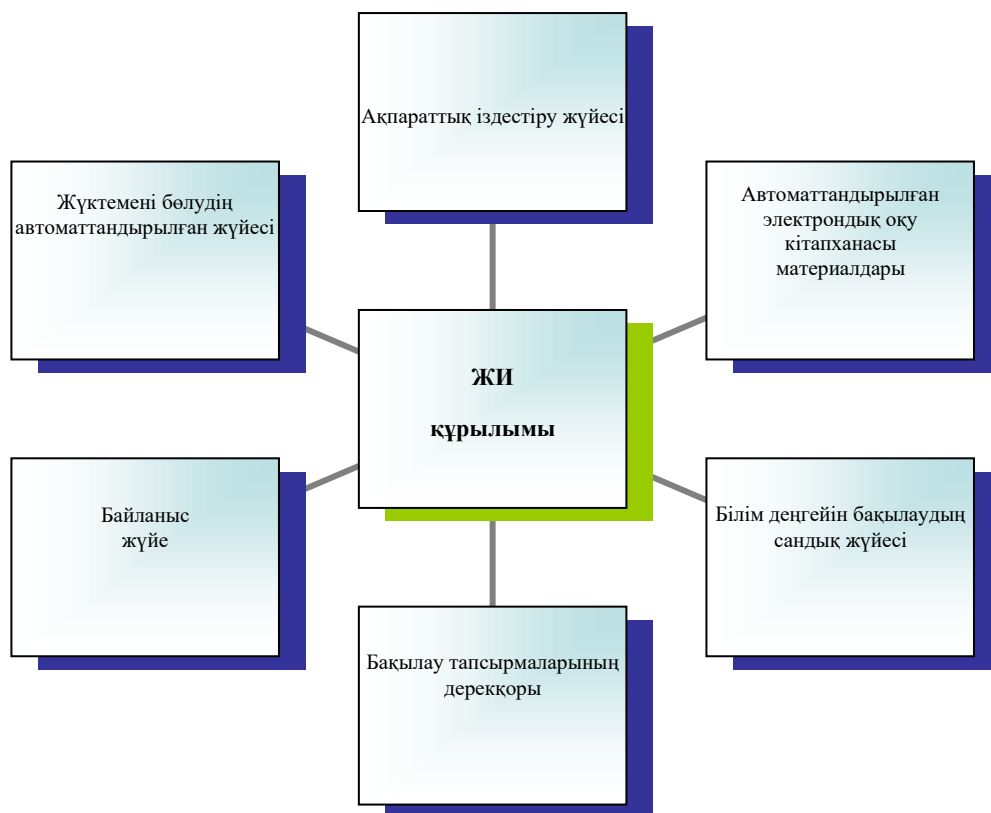 Ақпараттық іздестіру жүйесі
Жүктемені бөлудің
автоматтандырылған жүйесі
Автоматтандырылған
электрондық оқу
кітапханасы
материалдары
ЖИ
құрылымы
Байланыс
жүйе
Білім деңгейін бақылаудың
сандық жүйесі
Бақылау тапсырмаларының
дерекқоры